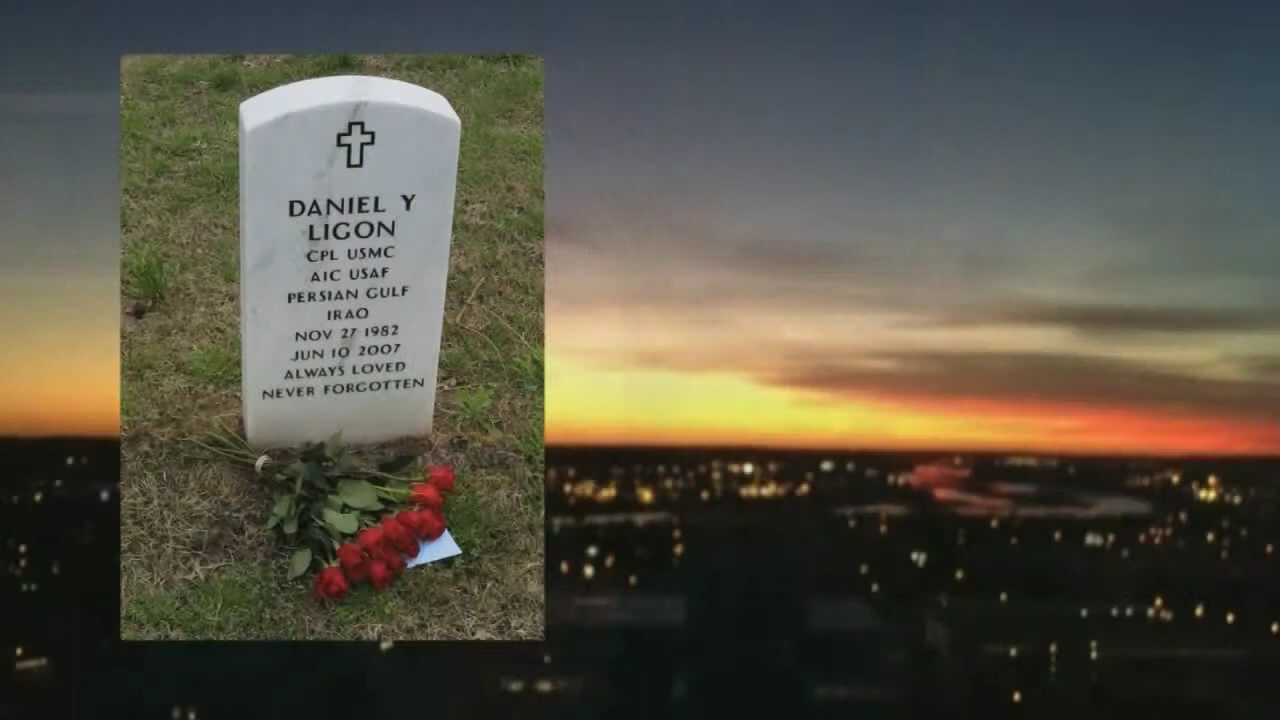 DANIEL Y
LIGON
CPL USMC
A1C USAF
PERSIAN GULF
IRAQ
NOV 27 1982
JUN 10 2007
ALWAYS LOVED
NEVER FORGOTTEN